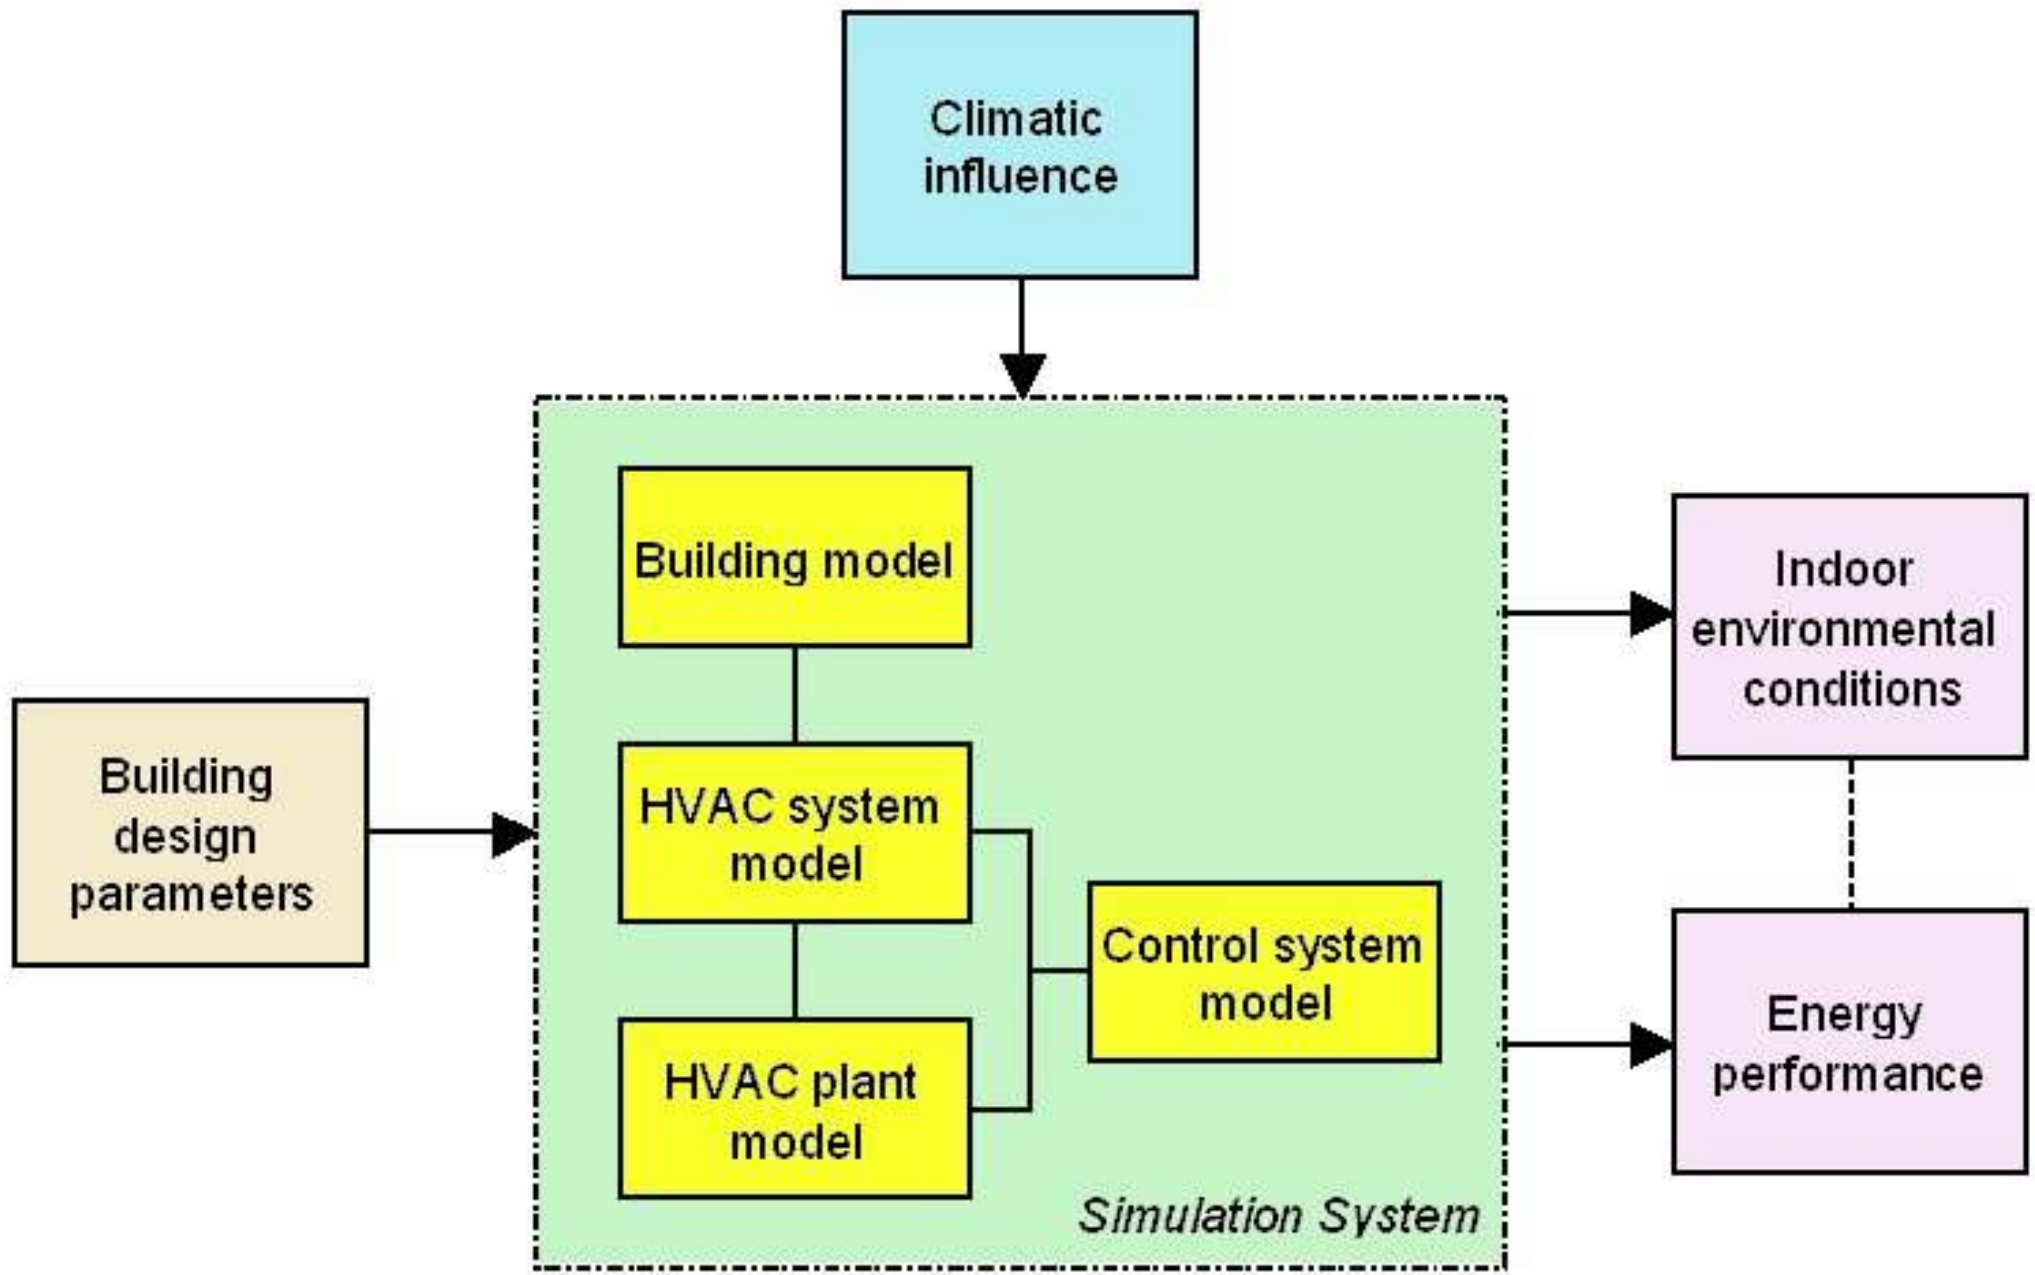 Climatic
influence
Building model
Indoor
environmental
conditions
Building
design
parameters
HVAC system
model
Control system
model
HVAC plant
model
Energy
performance
Simulation System